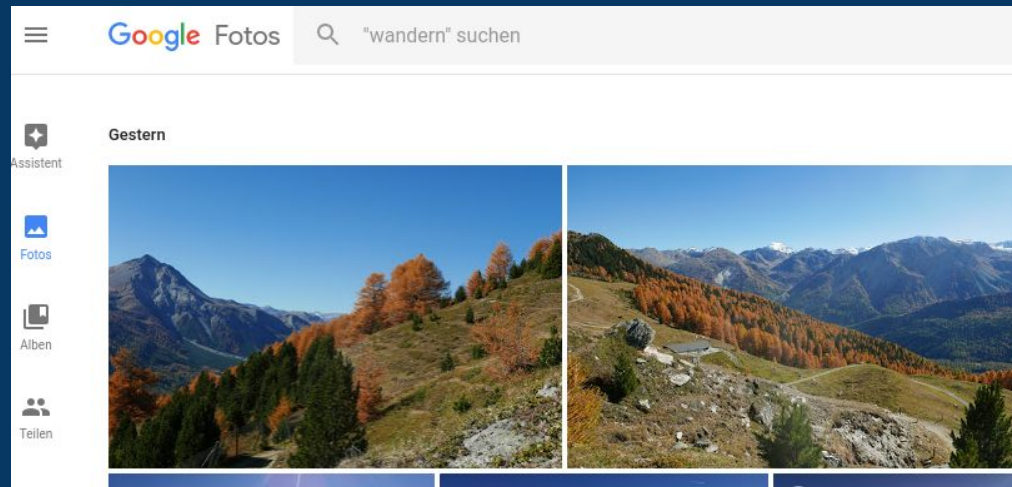 Google Fotos
"wandern" suchen
Gestern
Assistent
Fotos
Alben
Teilen